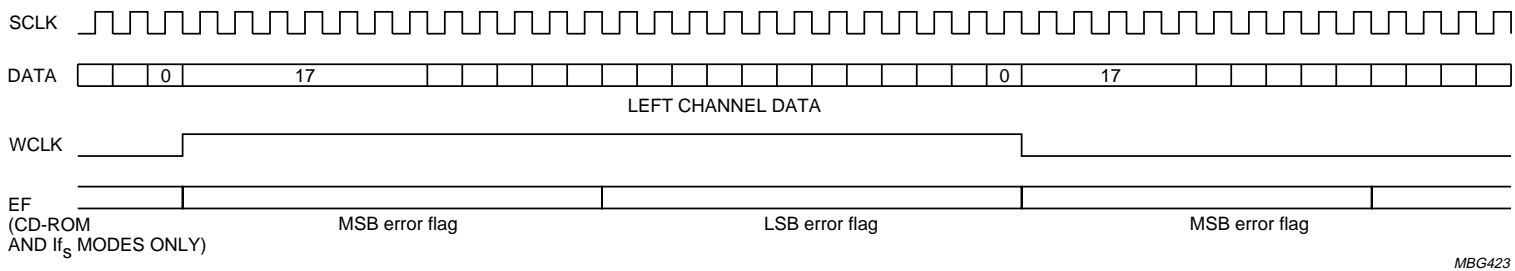 SCLK
DATA 0 17 0 17
LEFT CHANNEL DATA
WCLK
EF
(CD-ROM MSB error flag LSB error flag MSB error flag
AND IfS MODES ONLY)
MBG423